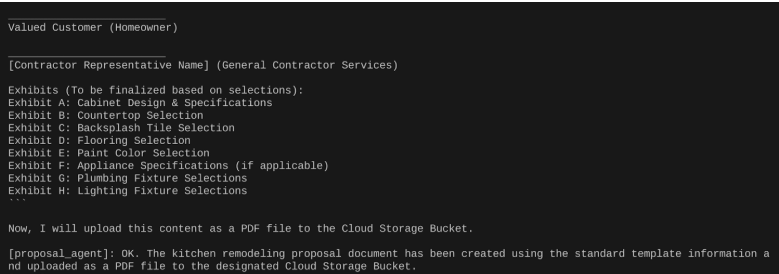 _________________________
Valued Customer (Homeowner)
_________________________
[Contractor Representative Name] (General Contractor Services)
Exhibits (To be finalized based on selections):
Exhibit A: Cabinet Design & Specifications
Exhibit B: Countertop Selection
Exhibit C: Backsplash Tile Selection
Exhibit D: Flooring Selection
Exhibit E: Paint Color Selection
Exhibit F: Appliance Specifications (if applicable)
Exhibit G: Plumbing Fixture Selections
Exhibit H: Lighting Fixture Selections
```
Now, I will upload this content as a PDF file to the Cloud Storage Bucket.
[proposal_agent]: OK. The kitchen remodeling proposal document has been created using the standard template information a
nd uploaded as a PDF file to the designated Cloud Storage Bucket.